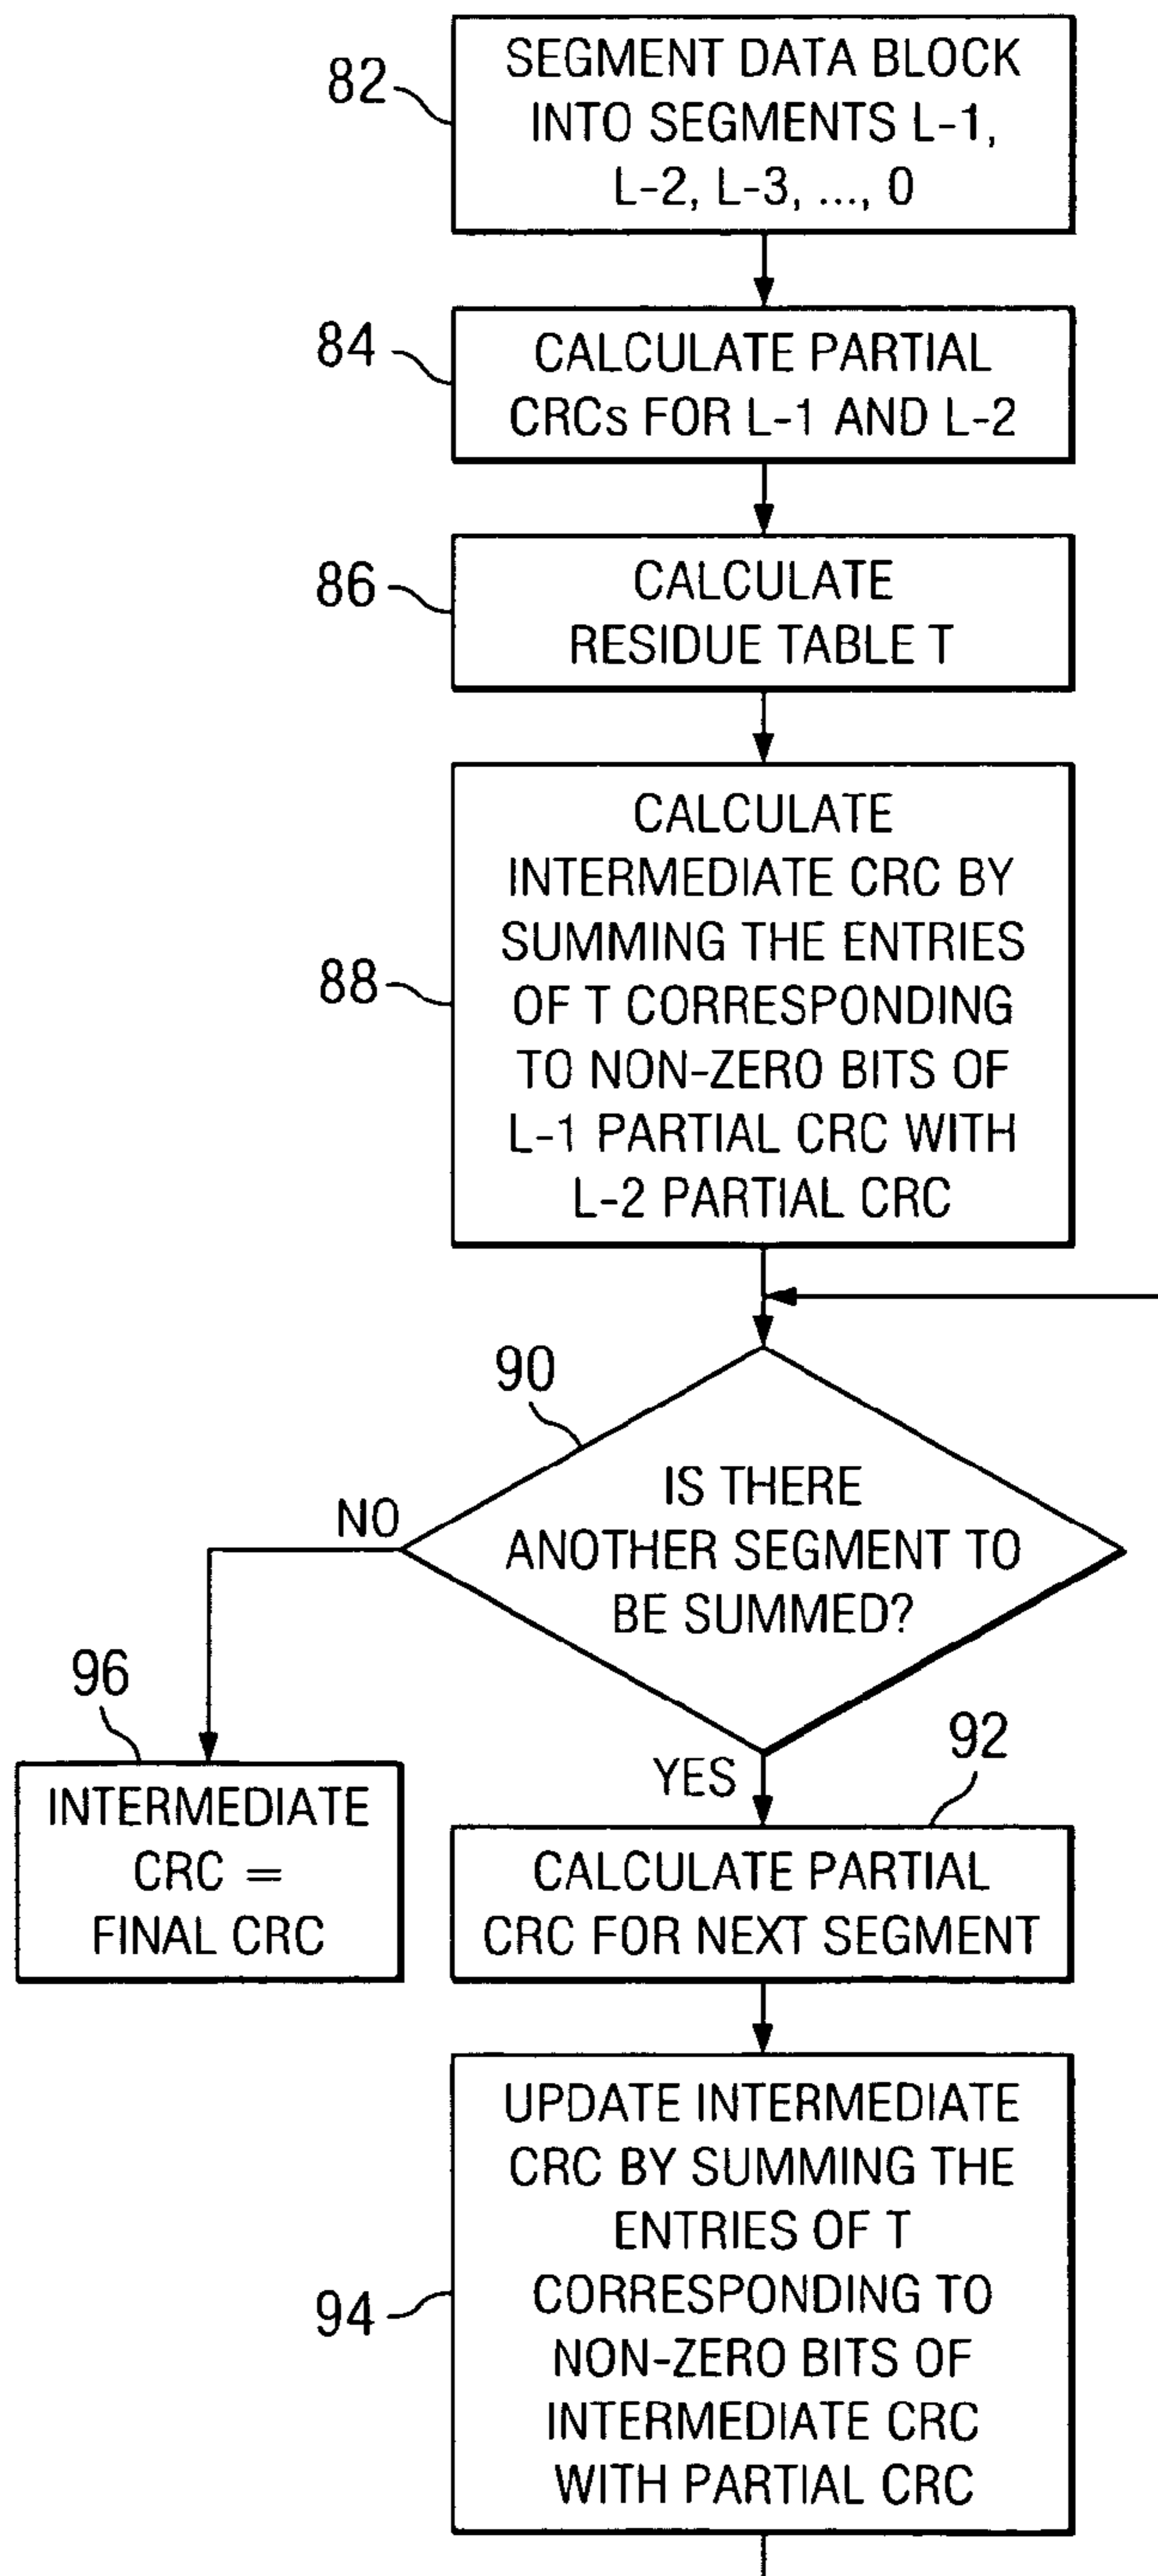 82
SEGMENT DATA BLOCK
INTO SEGMENTS L-1,
L-2, L-3, ..., 0
84
CALCULATE PARTIAL
CRCs FOR L-1 AND L-2
86
CALCULATE
RESIDUE TABLE T
88
CALCULATE
INTERMEDIATE CRC BY
SUMMING THE ENTRIES
OF T CORRESPONDING
TO NON-ZERO BITS OF
L-1 PARTIAL CRC WITH
L-2 PARTIAL CRC
90
IS THERE
ANOTHER SEGMENT TO
BE SUMMED?
NO
96
INTERMEDIATE
CRC =
FINAL CRC
YES
92
CALCULATE PARTIAL
CRC FOR NEXT SEGMENT
94
UPDATE INTERMEDIATE
CRC BY SUMMING THE
ENTRIES OF T
CORRESPONDING TO
NON-ZERO BITS OF
INTERMEDIATE CRC
WITH PARTIAL CRC